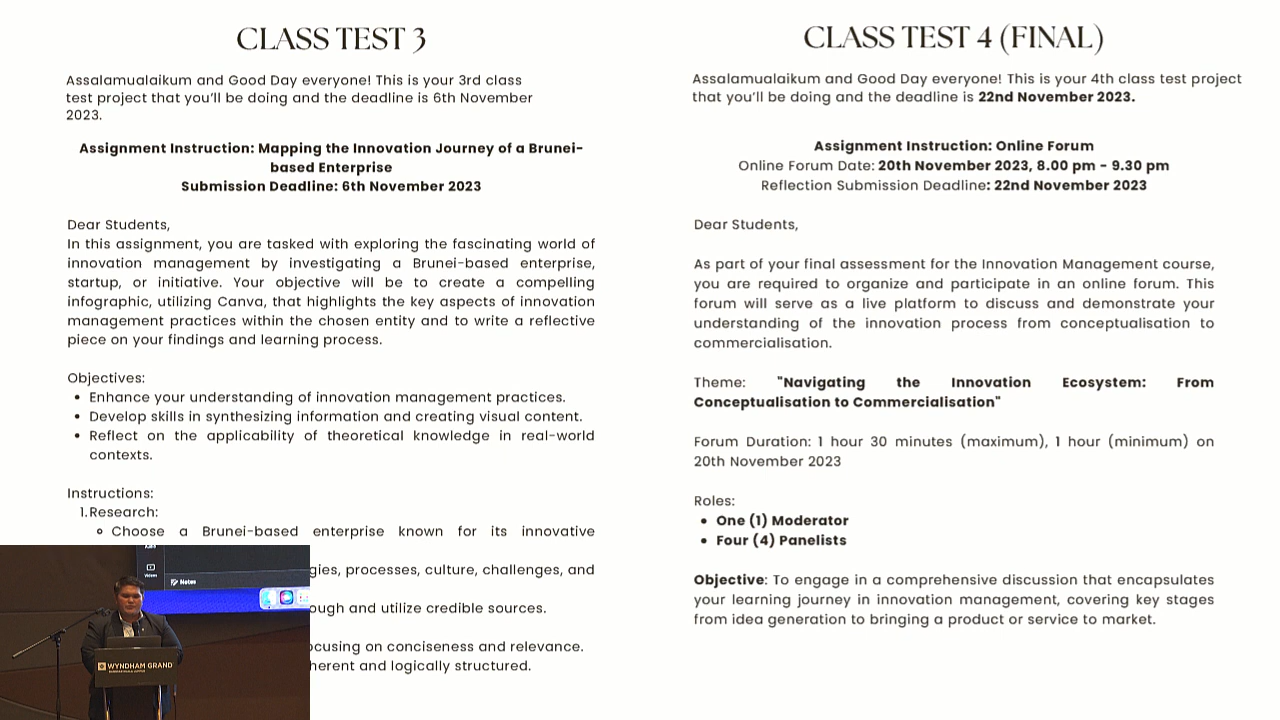 CLASS TEST 3
Assalamualaikum and Good Day everyone! This is your 3rd class
test project that you'll be doing and the deadline is 6th November
2023.
Assignment Instruction: Mapping the Innovation Journey of a Brunei-
based Enterprise
Submission Deadline: 6th November 2023
Dear Students,
In this assignment, you are tasked with exploring the fascinating world of
innovation management by investigating a Brunei-based enterprise,
startup, or initiative. Your objective will be to create a compelling
infographic, utilizing Canva, that highlights the key aspects of innovation
management practices within the chosen entity and to write a reflective
piece on your findings and learning process.
Objectives:
• Enhance your understanding of innovation management practices.
• Develop skills in synthesizing information and creating visual content.
• Reflect on the applicability of theoretical knowledge in real-world
contexts.
Instructions:
1. Research:
Choose a Brunei-based enterprise known for its innovative
processes, culture, challenges, and
and utilize credible sources.
on conciseness and relevance.
and logically structured.
CLASS TEST 4 (FINAL)
Assalamualaikum and Good Day everyone! This is your 4th class test project
that you'll be doing and the deadline is 22nd November 2023.
Assignment Instruction: Online Forum
Online Forum Date: 20th November 2023, 8.00 pm - 9.30 pm
Reflection Submission Deadline: 22nd November 2023
Dear Students,
As part of your final assessment for the Innovation Management course,
you are required to organize and participate in an online forum. This
forum will serve as a live platform to discuss and demonstrate your
understanding of the innovation process from conceptualisation to
commercialisation.
Theme: "Navigating the Innovation Ecosystem: From
Conceptualisation to Commercialisation"
Forum Duration: 1 hour 30 minutes (maximum), 1 hour (minimum) on
20th November 2023
Roles:
• One (1) Moderator
• Four (4) Panelists
Objective: To engage in a comprehensive discussion that encapsulates
your learning journey in innovation management, covering key stages
from idea generation to bringing a product or service to market.
Videos
Notes
WYNDHAM GRAND